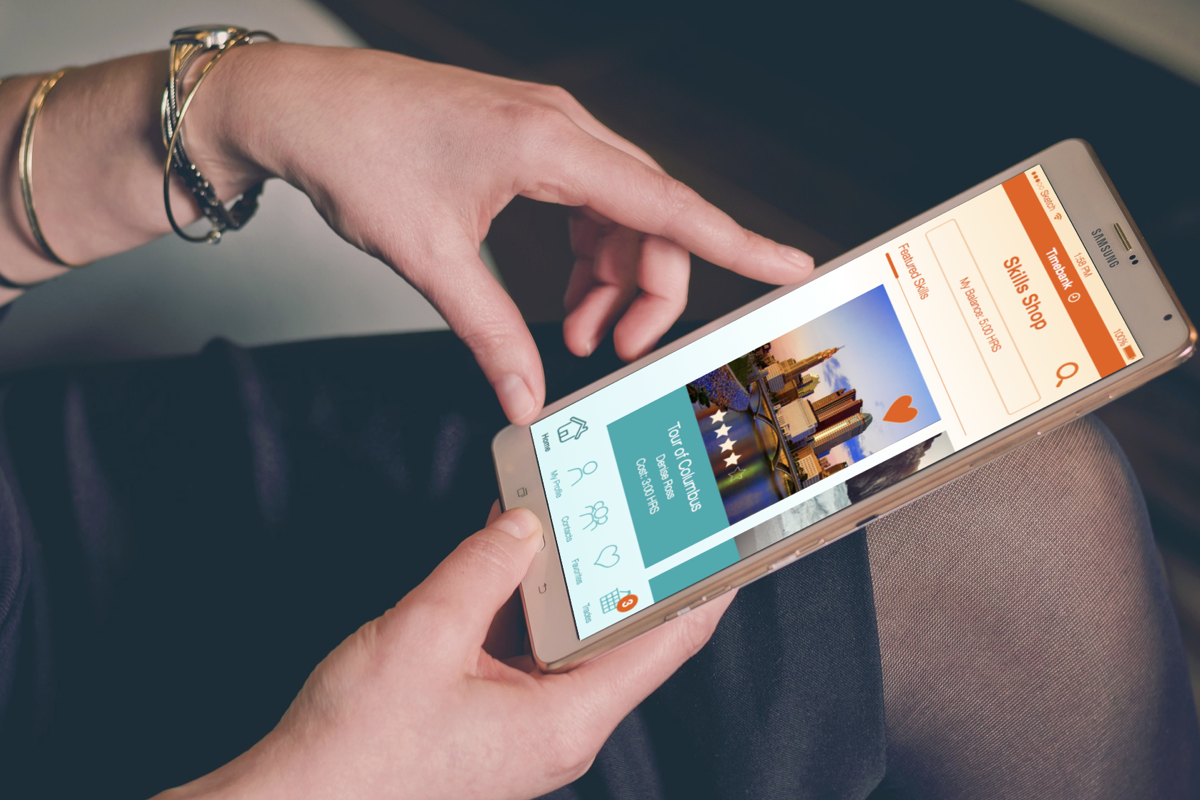 SAMSUNG
Sketch 1:58 PM 100%
Timebank
Skills Shop
My Balance: 5:00 HRS
Featured Skills
Tour of Columbus
Denise Ross
Cost: 3:00 HRS
3
Home My Profile Contacts Favorites Trades